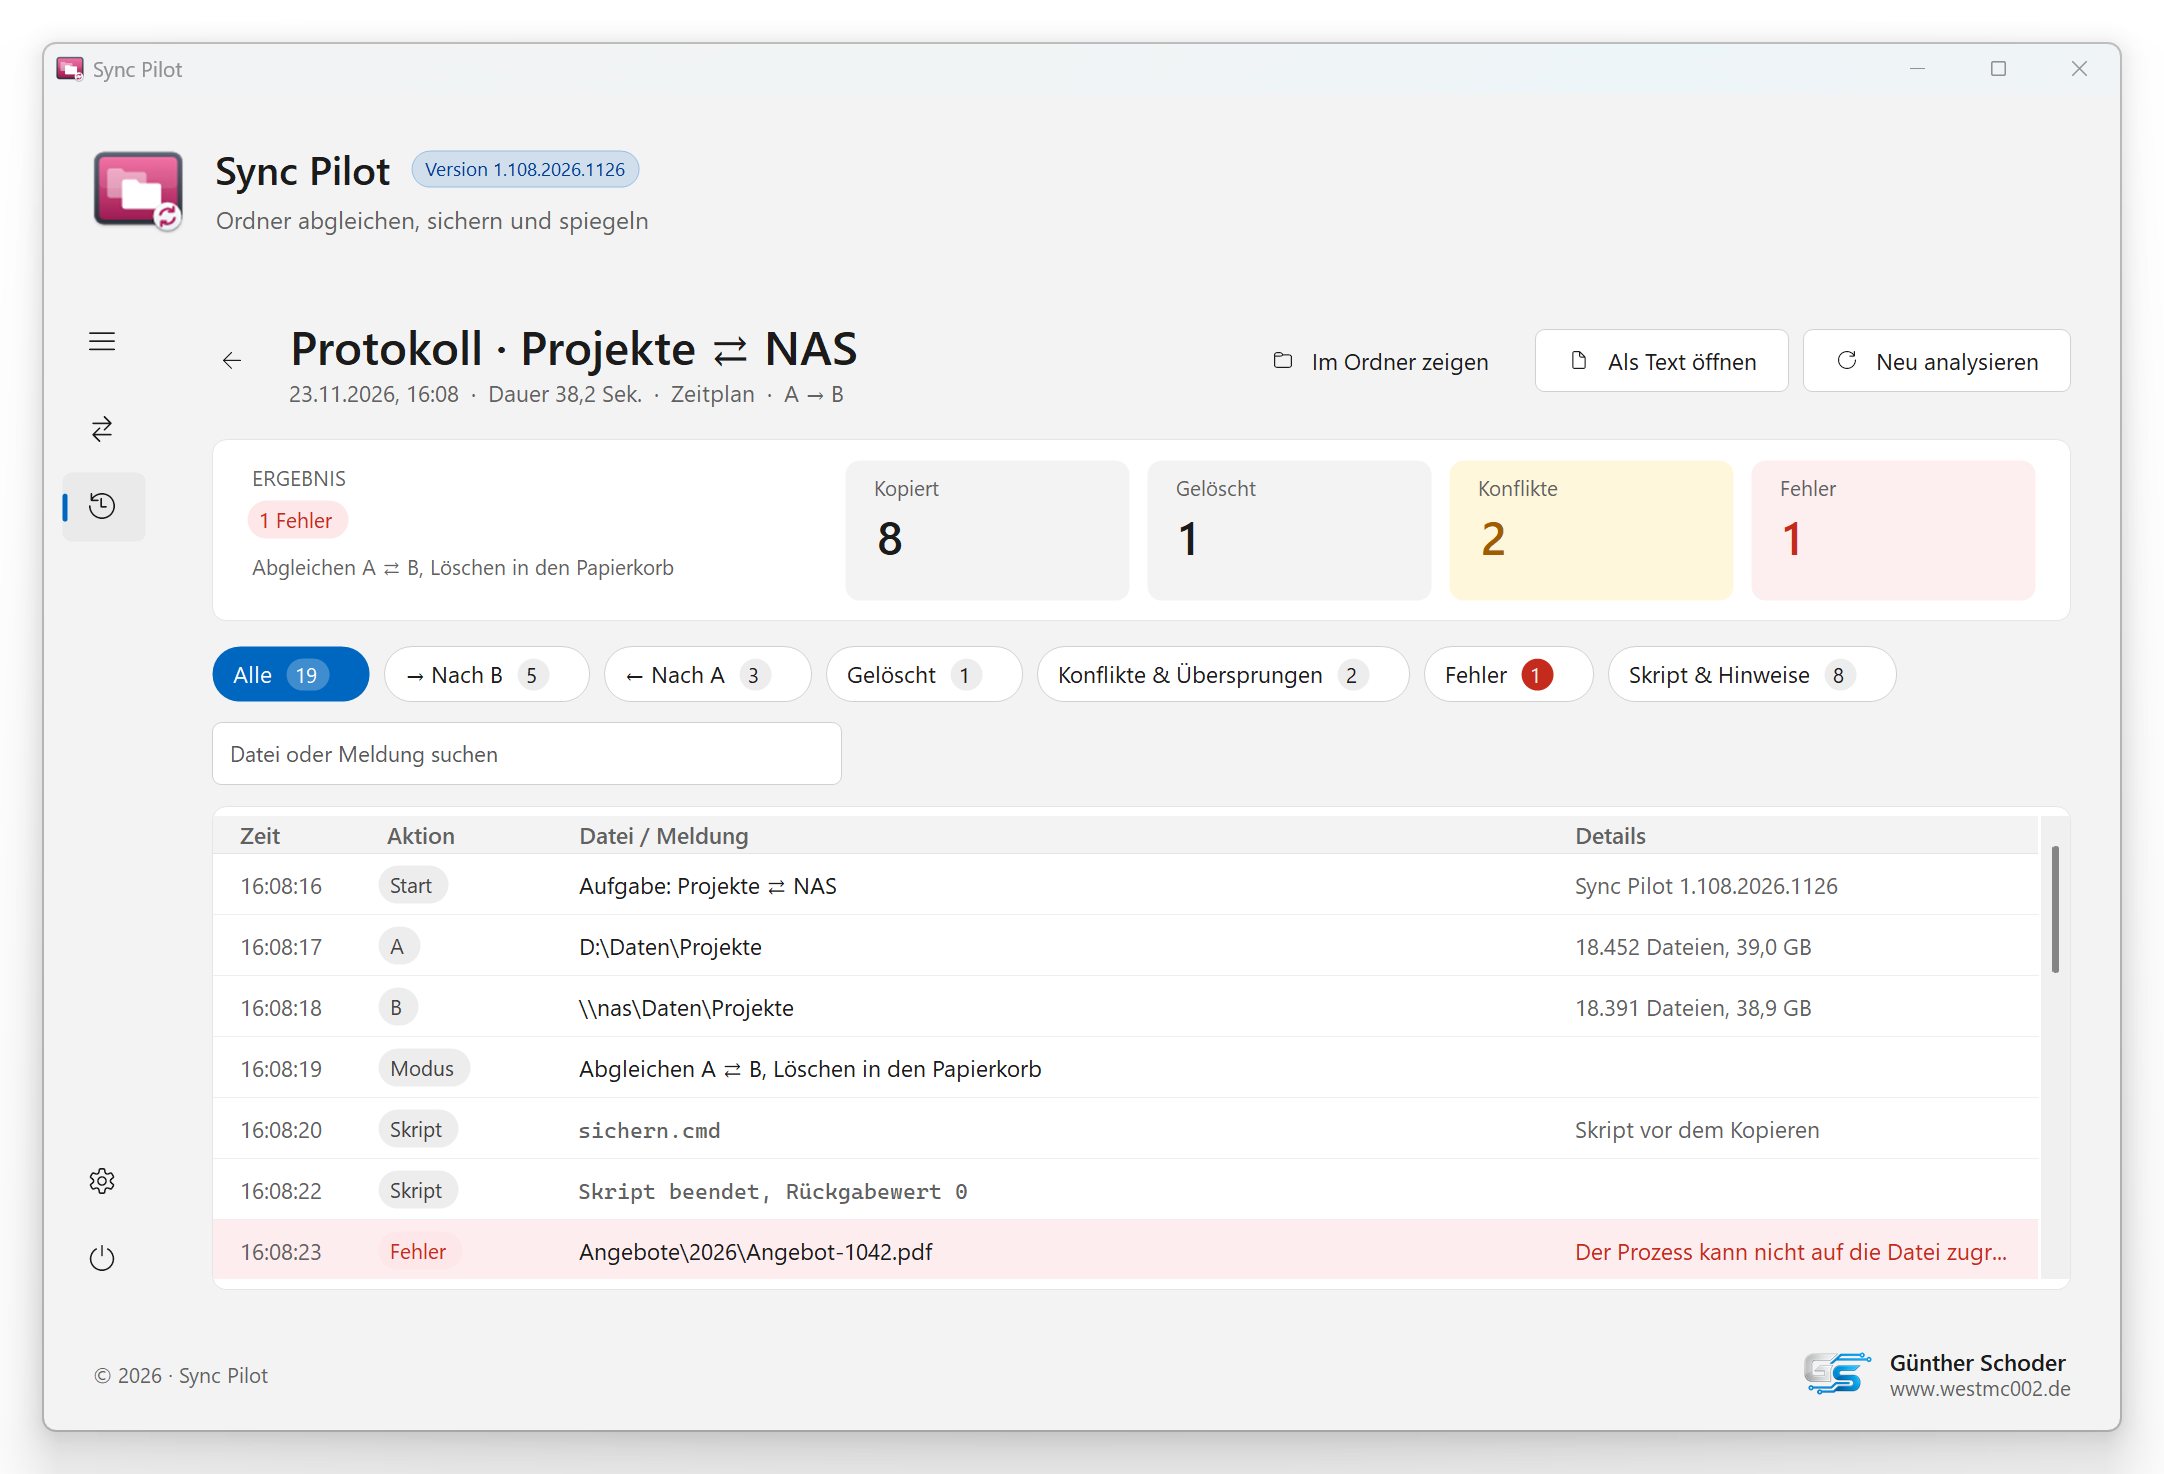 Sync Pilot
Sync Pilot Version 1.108.2026.1126
Ordner abgleichen, sichern und spiegeln
Protokoll · Projekte ⇄ NAS
23.11.2026, 16:08 · Dauer 38,2 Sek. · Zeitplan · A → B
Im Ordner zeigen
Als Text öffnen
Neu analysieren
ERGEBNIS
1 Fehler
Abgleichen A ⇄ B, Löschen in den Papierkorb
Kopiert
8
Gelöscht
1
Konflikte
2
Fehler
1
Alle 19
→ Nach B 5
← Nach A 3
Gelöscht 1
Konflikte & Übersprungen 2
Fehler 1
Skript & Hinweise 8
Datei oder Meldung suchen
Zeit Aktion Datei / Meldung Details
16:08:16 Start Aufgabe: Projekte ⇄ NAS Sync Pilot 1.108.2026.1126
16:08:17 A D:\Daten\Projekte 18.452 Dateien, 39,0 GB
16:08:18 B \\nas\Daten\Projekte 18.391 Dateien, 38,9 GB
16:08:19 Modus Abgleichen A ⇄ B, Löschen in den Papierkorb
16:08:20 Skript sichern.cmd Skript vor dem Kopieren
16:08:22 Skript Skript beendet, Rückgabewert 0
16:08:23 Fehler Angebote\2026\Angebot-1042.pdf Der Prozess kann nicht auf die Datei zugr...
© 2026 · Sync Pilot
GS
Günther Schoder
www.westmc002.de